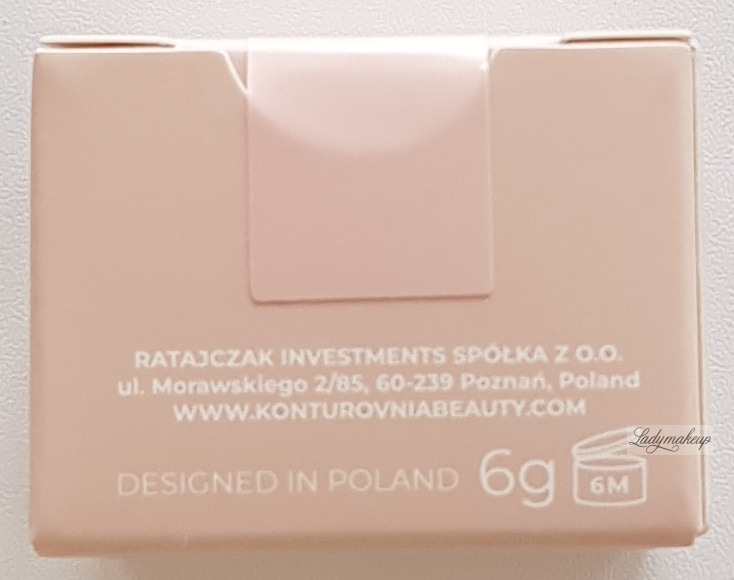 RATAJCZAK INVESTMENTS SPÓŁKA Z O.O.
ul. Morawskiego 2/85, 60-239 Poznań, Poland
WWW.KONTUROVNIABEAUTY.COM
Ladymakeup
DESIGNED IN POLAND 6g 6M